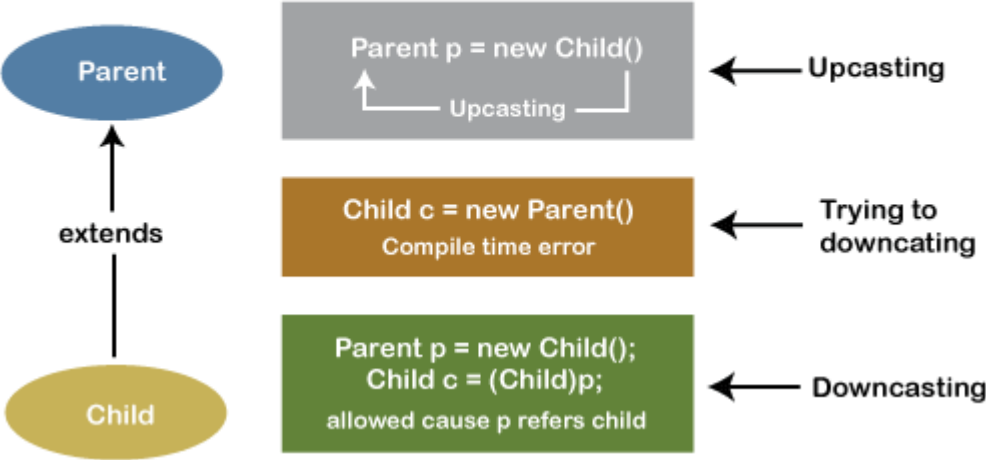 Parent
extends
Child
Parent p = new Child()
Upcasting
Upcasting
Child c = new Parent()
Compile time error
Trying to
downcating
Parent p = new Child();
Child c = (Child)p;
allowed cause p refers child
Downcasting